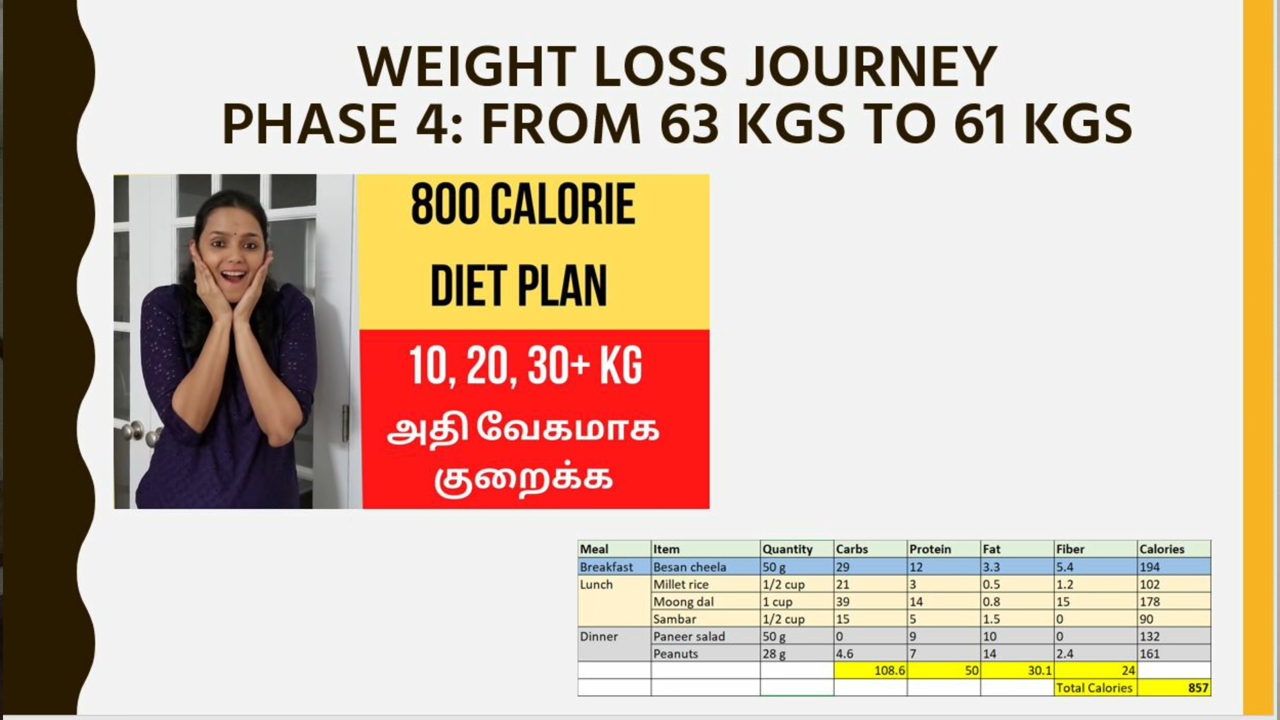 WEIGHT LOSS JOURNEY
PHASE 4: FROM 63 KGS TO 61 KGS
800 CALORIE
DIET PLAN
10, 20, 30+ KG
அதி வேகமாக
குறைக்க
Meal Item Quantity Carbs Protein Fat Fiber Calories
Breakfast Besan cheela 50 g 29 12 3.3 5.4 194
Lunch Millet rice 1/2 cup 21 3 0.5 1.2 102
Moong dal 1 cup 39 14 0.8 15 178
Sambar 1/2 cup 15 5 1.5 0 90
Dinner Paneer salad 50 g 0 9 10 0 132
Peanuts 28 g 4.6 7 14 2.4 161
108.6 50 30.1 24
Total Calories 857